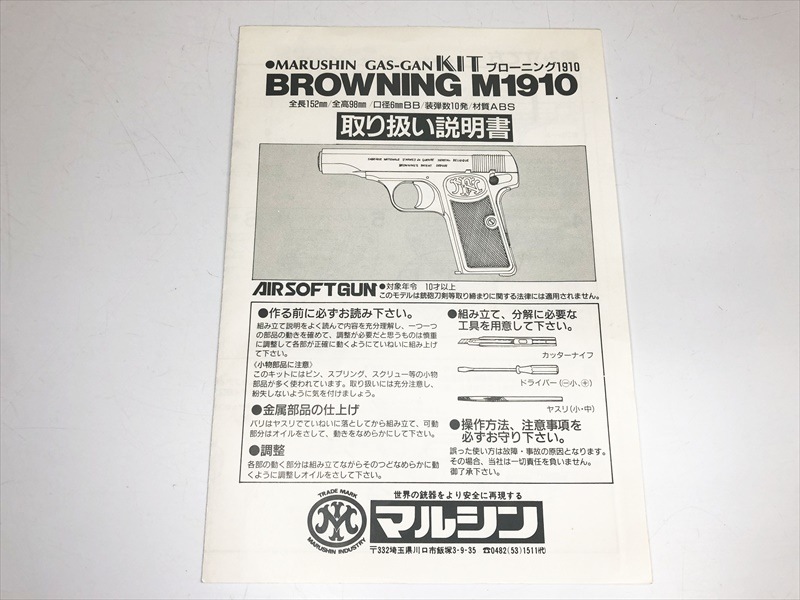 ●MARUSHIN GAS-GAN KIT ブローニング1910
BROWNING M1910
全長152㎜/全高98㎜/口径6㎜BB/装弾数10発/材質ABS
取り扱い説明書
AIRSOFTGUN ●対象年令 10才以上
このモデルは銃砲刀剣等取り締まりに関する法律には適用されません。
●作る前に必ずお読み下さい。
組み立て説明をよく読んで内容を充分理解し、一つ一つ
の部品の動きを確めて、調整が必要だと思うものは慎重
に調整して各部が正確に動くようにていねいに組み上げ
て下さい。
〈小物部品に注意〉
このキットにはピン、スプリング、スクリュー等の小物
部品が多く使われています。取り扱いには充分注意し、
紛失しないように気を付けましょう。
●金属部品の仕上げ
バリはヤスリでていねいに落としてから組み立て、可動
部分はオイルをさして、動きをなめらかにして下さい。
●調整
各部の動く部分は組み立てながらそのつどなめらかに動
くように調整しオイルをさして下さい。
●組み立て、分解に必要な
工具を用意して下さい。
カッターナイフ
ドライバー(⊖小、⊕)
ヤスリ(小・中)
●操作方法、注意事項を
必ずお守り下さい。
誤った使い方は故障・事故の原因となります。
その場合、当社は一切責任を負いません。
御了承下さい。
TRADE MARK
MARUSHIN INDUSTRY
世界の銃器をより安全に再現する
マルシン
〒332埼玉県川口市飯塚3-9-35 ☎0482(53)1511代